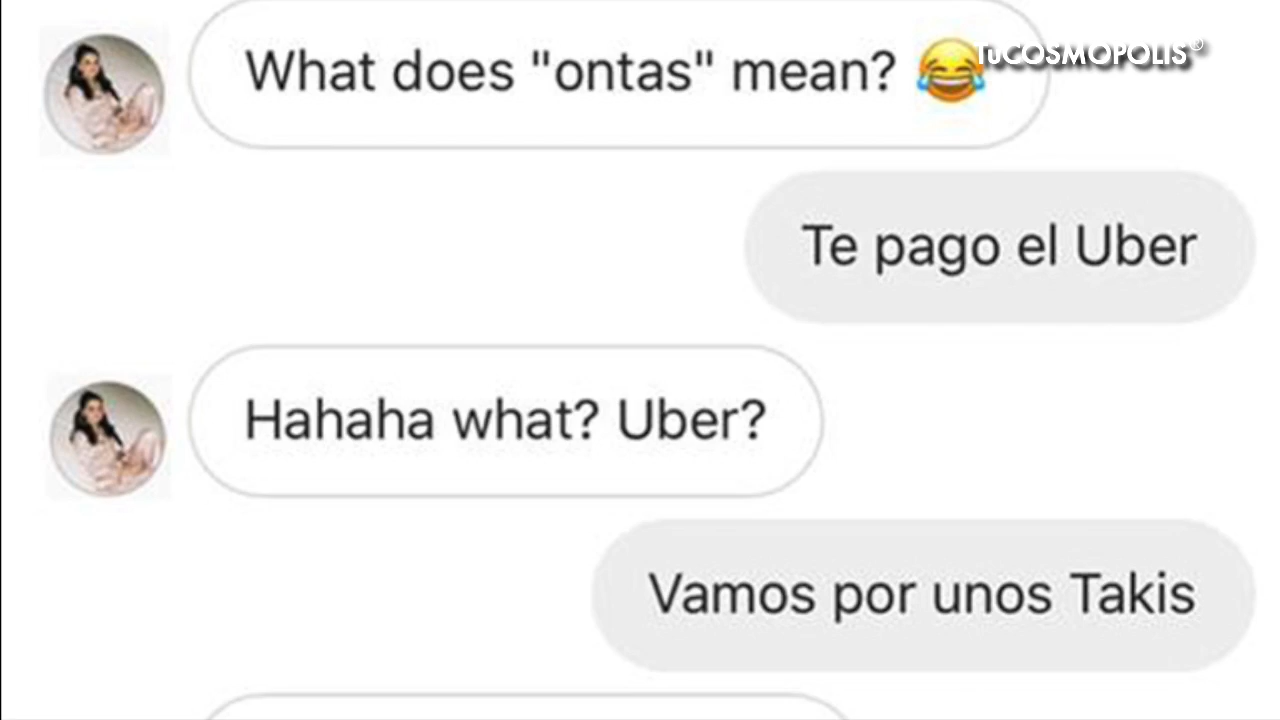 What does "ontas" mean? 😂
TuCOSMOPOLIS®
Te pago el Uber
Hahaha what? Uber?
Vamos por unos Takis